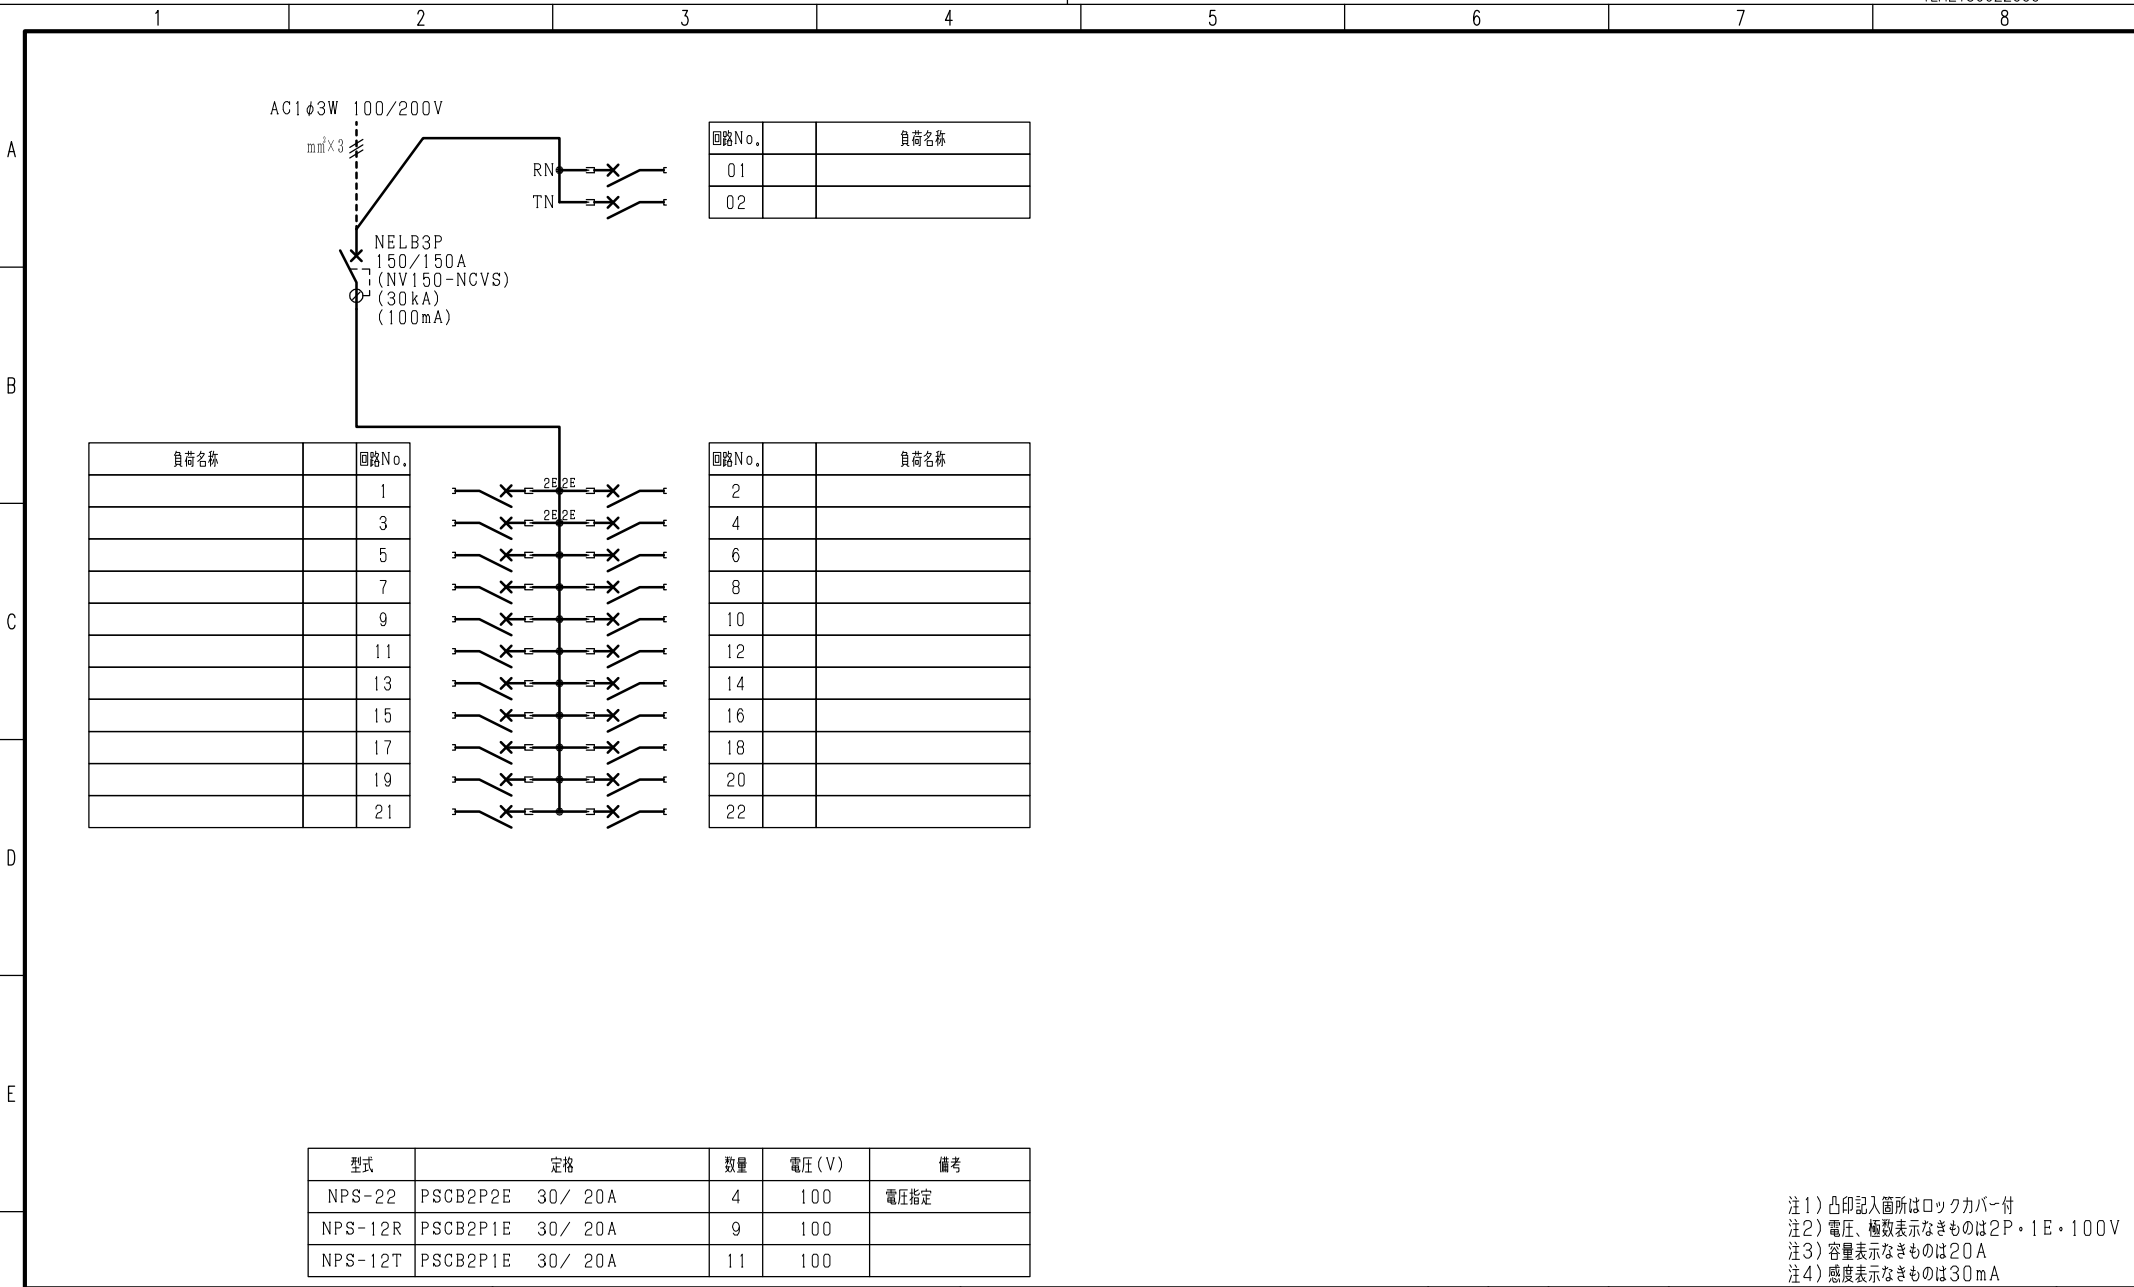 1 2 3 4 5 6 7 8
A
B
C
D
E
AC1φ3W 100/200V
mm²×3
RN
TN
回路No. 負荷名称
01
02
NELB3P
150/150A
(NV150-NCVS)
(30kA)
(100mA)
負荷名称 回路No.
1
3
5
7
9
11
13
15
17
19
21
2E 2E
2E 2E
回路No. 負荷名称
2
4
6
8
10
12
14
16
18
20
22
型式 定格 数量 電圧(V) 備考
NPS-22 PSCB2P2E 30/ 20A 4 100 電圧指定
NPS-12R PSCB2P1E 30/ 20A 9 100
NPS-12T PSCB2P1E 30/ 20A 11 100
注1)凸印記入箇所はロックカバー付
注2)電圧、極数表示なきものは2P・1E・100V
注3)容量表示なきものは20A
注4)感度表示なきものは30mA